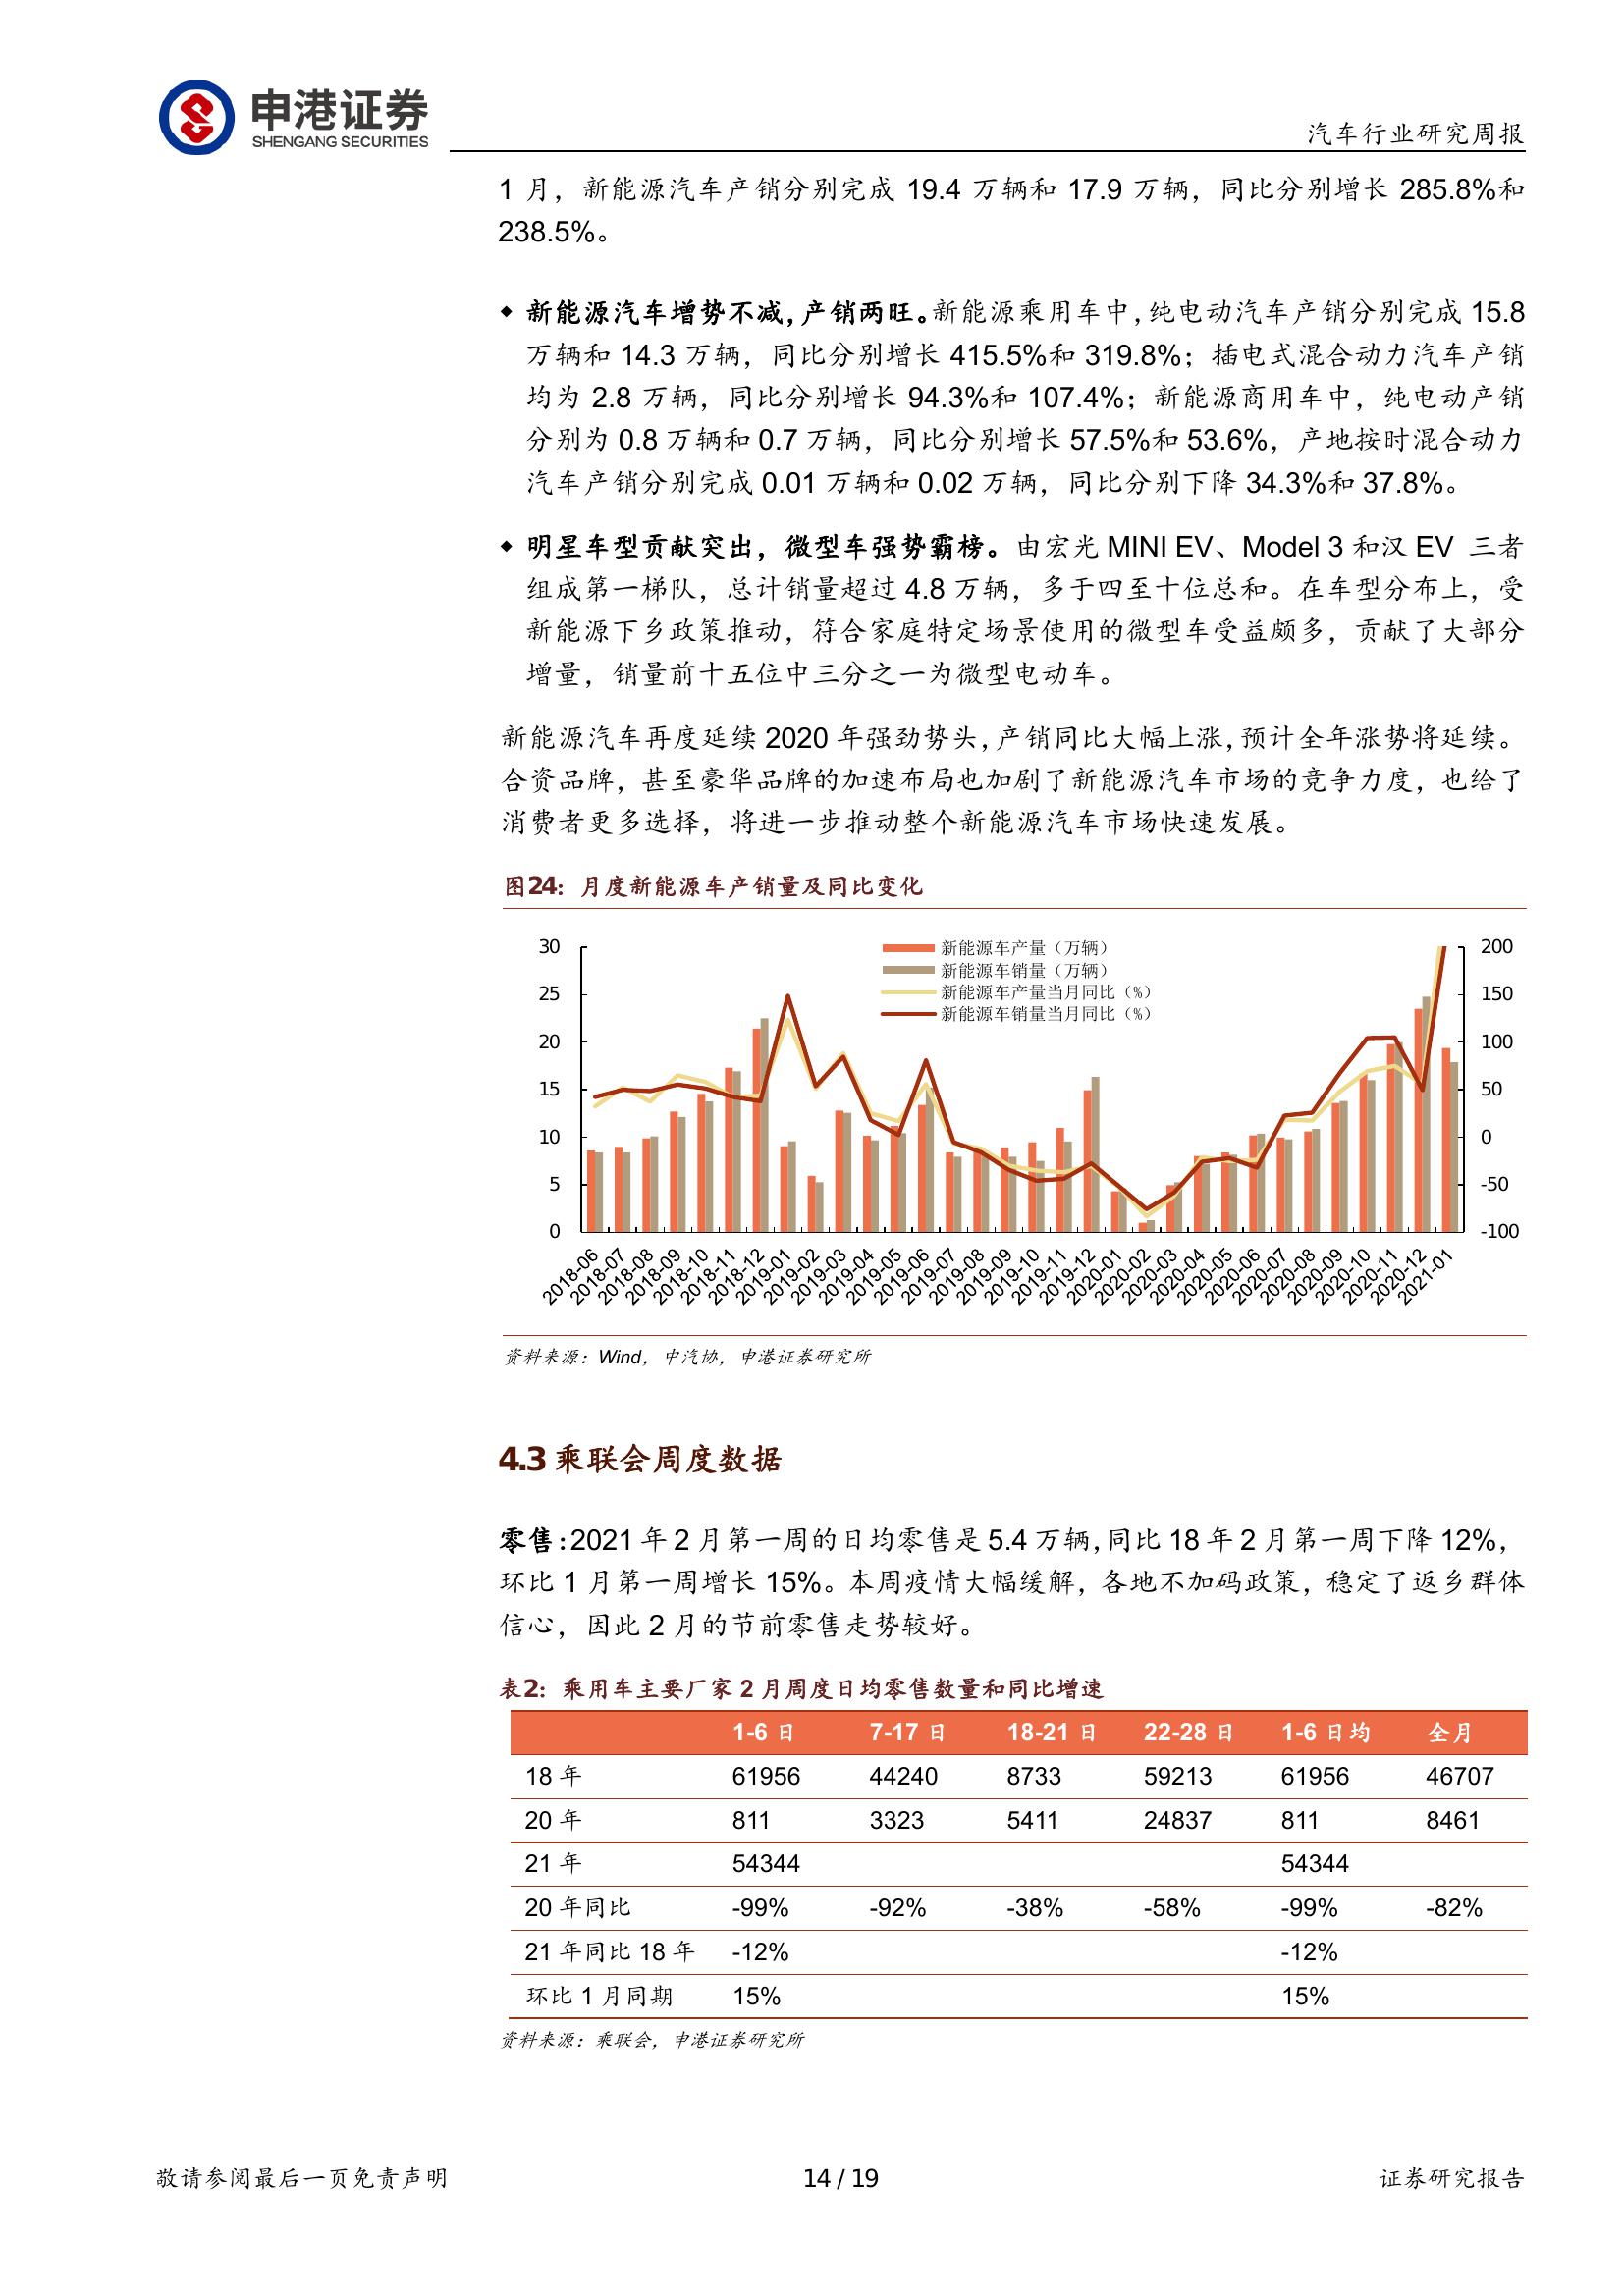 申港证券
SHENGANG SECURITIES
汽车行业研究周报
1 月，新能源汽车产销分别完成 19.4 万辆和 17.9 万辆，同比分别增长 285.8%和
238.5%。
◆ 新能源汽车增势不减，产销两旺。新能源乘用车中，纯电动汽车产销分别完成 15.8
万辆和 14.3 万辆，同比分别增长 415.5%和 319.8%；插电式混合动力汽车产销
均为 2.8 万辆，同比分别增长 94.3%和 107.4%；新能源商用车中，纯电动产销
分别为 0.8 万辆和 0.7 万辆，同比分别增长 57.5%和 53.6%，产地按时混合动力
汽车产销分别完成 0.01 万辆和 0.02 万辆，同比分别下降 34.3%和 37.8%。
◆ 明星车型贡献突出，微型车强势霸榜。由宏光 MINI EV、Model 3 和汉 EV 三者
组成第一梯队，总计销量超过 4.8 万辆，多于四至十位总和。在车型分布上，受
新能源下乡政策推动，符合家庭特定场景使用的微型车受益颇多，贡献了大部分
增量，销量前十五位中三分之一为微型电动车。
新能源汽车再度延续 2020 年强劲势头，产销同比大幅上涨，预计全年涨势将延续。
合资品牌，甚至豪华品牌的加速布局也加剧了新能源汽车市场的竞争力度，也给了
消费者更多选择，将进一步推动整个新能源汽车市场快速发展。
图24：月度新能源车产销量及同比变化
新能源车产量（万辆）
新能源车销量（万辆）
新能源车产量当月同比（%）
新能源车销量当月同比（%）
30 200
25 150
20 100
15 50
10 0
5 -50
0 -100
2018-06 2018-07 2018-08 2018-09 2018-10 2018-11 2018-12 2019-01 2019-02 2019-03 2019-04 2019-05 2019-06 2019-07 2019-08 2019-09 2019-10 2019-11 2019-12 2020-01 2020-02 2020-03 2020-04 2020-05 2020-06 2020-07 2020-08 2020-09 2020-10 2020-11 2020-12 2021-01
资料来源：Wind，中汽协，申港证券研究所
4.3 乘联会周度数据
零售：2021 年 2 月第一周的日均零售是 5.4 万辆，同比 18 年 2 月第一周下降 12%，
环比 1 月第一周增长 15%。本周疫情大幅缓解，各地不加码政策，稳定了返乡群体
信心，因此 2 月的节前零售走势较好。
表2：乘用车主要厂家 2 月周度日均零售数量和同比增速
1-6 日 7-17 日 18-21 日 22-28 日 1-6 日均 全月
18 年 61956 44240 8733 59213 61956 46707
20 年 811 3323 5411 24837 811 8461
21 年 54344 54344
20 年同比 -99% -92% -38% -58% -99% -82%
21 年同比 18 年 -12% -12%
环比 1 月同期 15% 15%
资料来源：乘联会，申港证券研究所
敬请参阅最后一页免责声明 14 / 19 证券研究报告